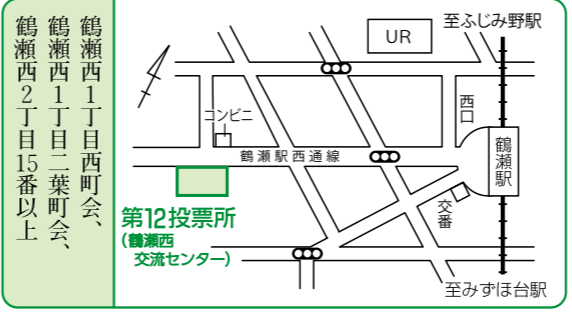 鶴瀬西1丁目西町会、
鶴瀬西1丁目二葉町会、
鶴瀬西2丁目15番以上
UR
至ふじみ野駅
コンビニ
西口
鶴瀬駅西通線
鶴瀬駅
第12投票所
(鶴瀬西
交流センター)
交番
至みずほ台駅